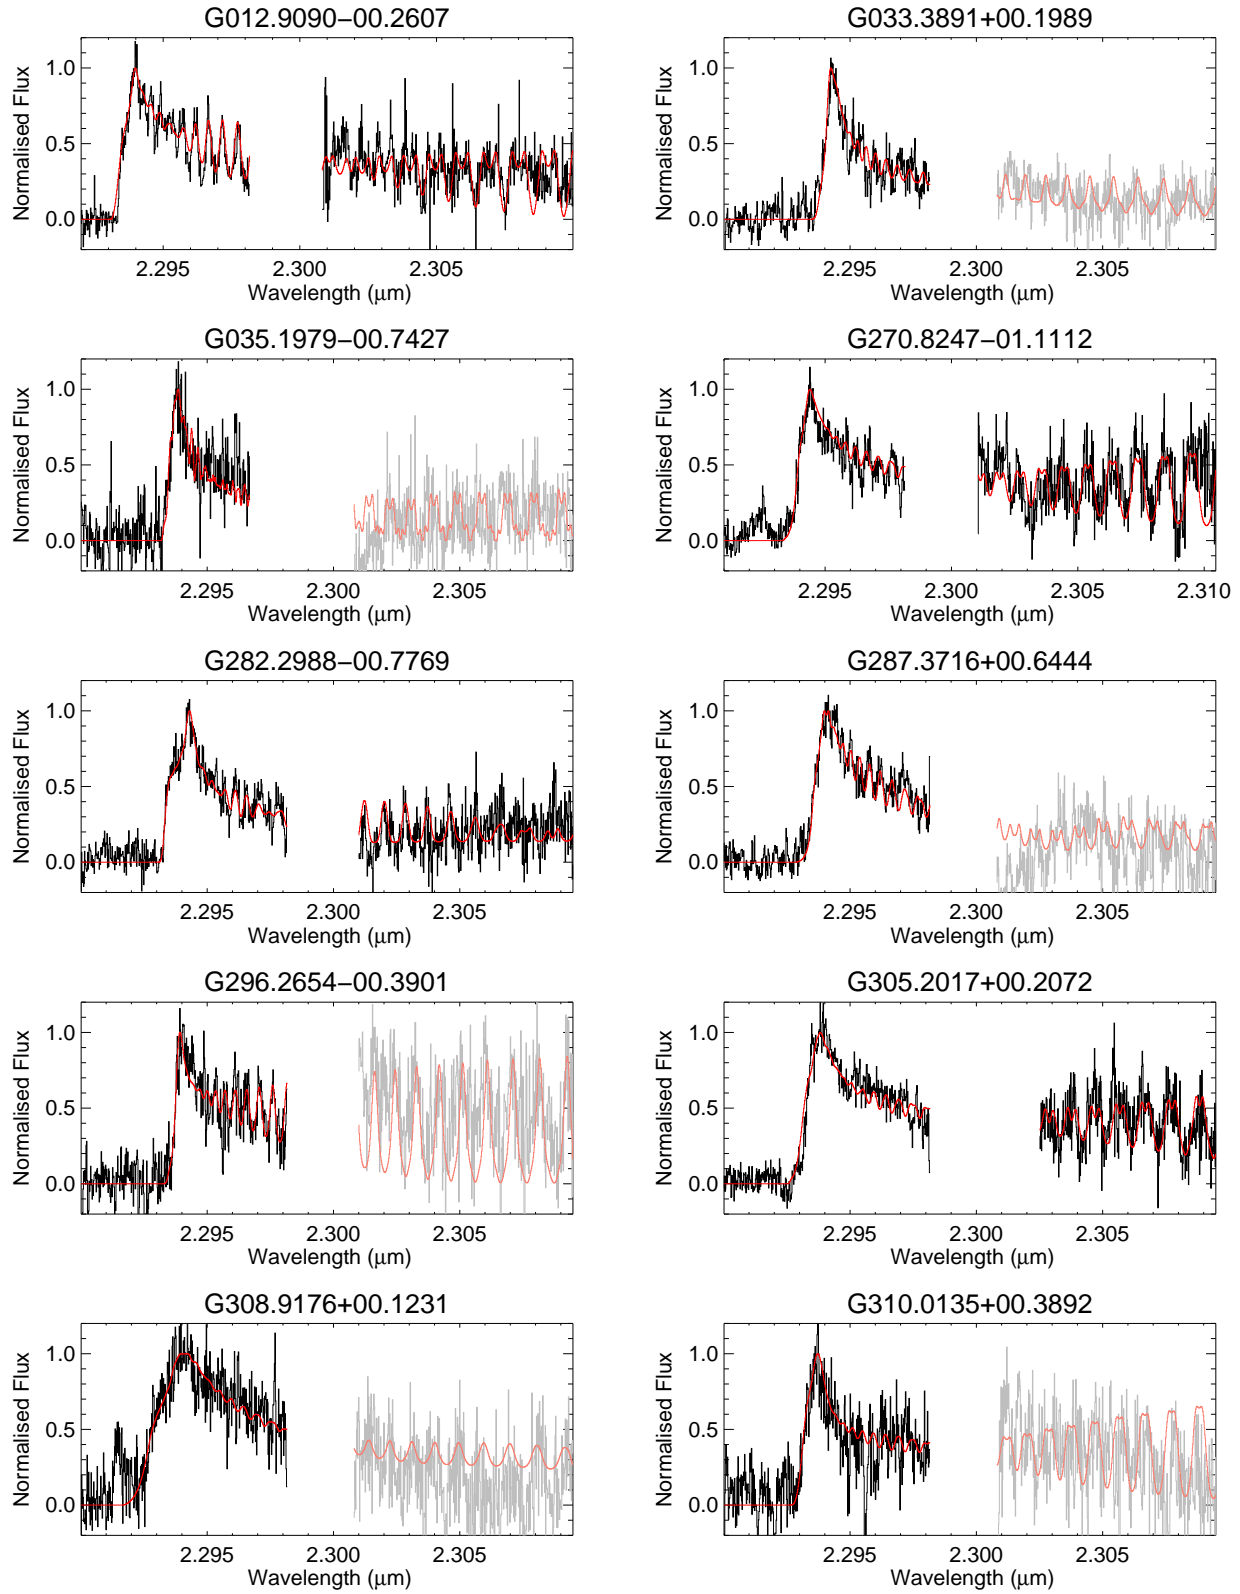 G012.9090−00.2607
G033.3891+00.1989
Normalised Flux
1.0
0.5
0.0
2.295 2.300 2.305
Wavelength (μm)
Normalised Flux
1.0
0.5
0.0
2.295 2.300 2.305
Wavelength (μm)
G035.1979−00.7427
G270.8247−01.1112
Normalised Flux
1.0
0.5
0.0
2.295 2.300 2.305
Wavelength (μm)
Normalised Flux
1.0
0.5
0.0
2.295 2.300 2.305 2.310
Wavelength (μm)
G282.2988−00.7769
G287.3716+00.6444
Normalised Flux
1.0
0.5
0.0
2.295 2.300 2.305
Wavelength (μm)
Normalised Flux
1.0
0.5
0.0
2.295 2.300 2.305
Wavelength (μm)
G296.2654−00.3901
G305.2017+00.2072
Normalised Flux
1.0
0.5
0.0
2.295 2.300 2.305
Wavelength (μm)
Normalised Flux
1.0
0.5
0.0
2.295 2.300 2.305
Wavelength (μm)
G308.9176+00.1231
G310.0135+00.3892
Normalised Flux
1.0
0.5
0.0
2.295 2.300 2.305
Wavelength (μm)
Normalised Flux
1.0
0.5
0.0
2.295 2.300 2.305
Wavelength (μm)